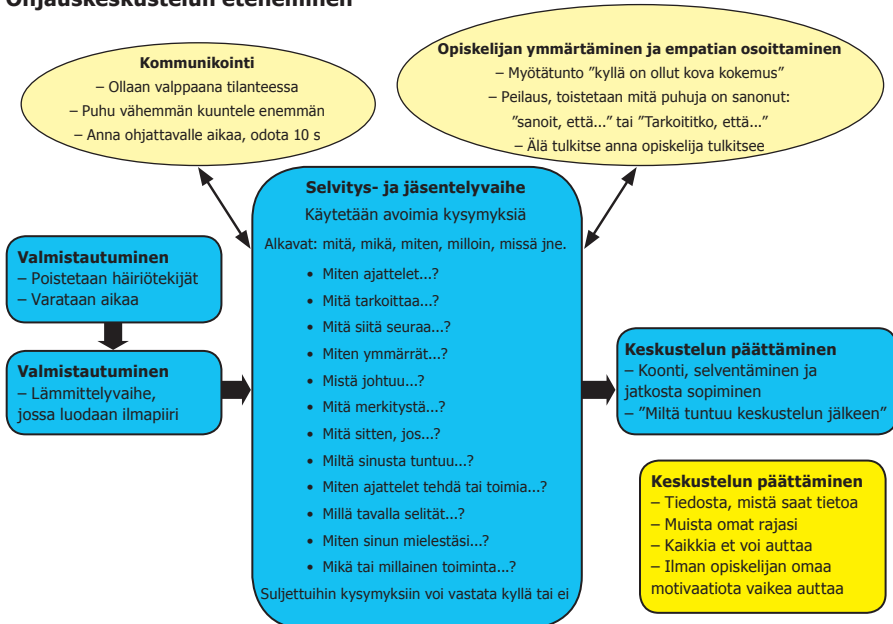 Ohjauskeskustelun eteneminen
Kommunikointi
– Ollaan valppaana tilanteessa
– Puhu vähemmän kuuntele enemmän
– Anna ohjattavalle aikaa, odota 10 s
Opiskelijan ymmärtäminen ja empatian osoittaminen
– Myötätunto ”kyllä on ollut kova kokemus”
– Peilaus, toistetaan mitä puhuja on sanonut:
”sanoit, että...” tai ”Tarkoititko, että...”
– Älä tulkitse anna opiskelija tulkitsee
Valmistautuminen
– Poistetaan häiriötekijät
– Varataan aikaa
Valmistautuminen
– Lämmittelyvaihe,
jossa luodaan ilmapiiri
Selvitys- ja jäsentelyvaihe
Käytetään avoimia kysymyksiä
Alkavat: mitä, mikä, miten, milloin, missä jne.
• Miten ajattelet...?
• Mitä tarkoittaa...?
• Mitä siitä seuraa...?
• Miten ymmärrät...?
• Mistä johtuu...?
• Mitä merkitystä...?
• Mitä sitten, jos...?
• Miltä sinusta tuntuu...?
• Miten ajattelet tehdä tai toimia...?
• Millä tavalla selität...?
• Miten sinun mielestäsi...?
• Mikä tai millainen toiminta...?
Suljettuihin kysymyksiin voi vastata kyllä tai ei
Keskustelun päättäminen
– Koonti, selventäminen ja
jatkosta sopiminen
– ”Miltä tuntuu keskustelun jälkeen”
Keskustelun päättäminen
– Tiedosta, mistä saat tietoa
– Muista omat rajasi
– Kaikkia et voi auttaa
– Ilman opiskelijan omaa
motivaatiota vaikea auttaa